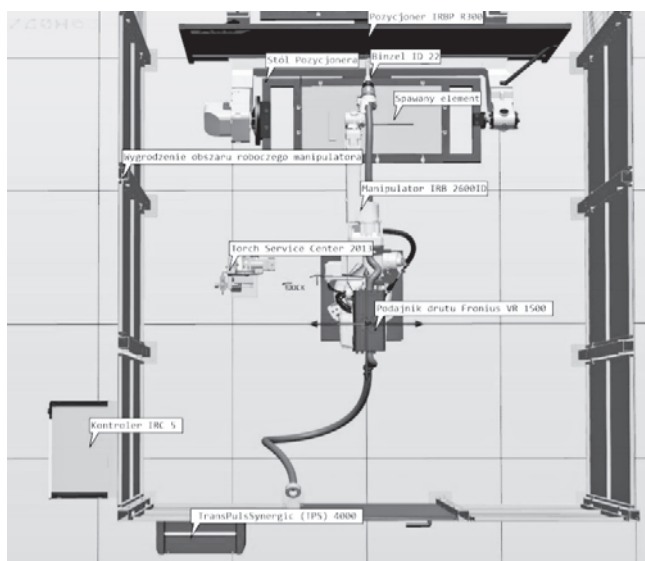 Pozycjoner IRBP R300
Stół Pozycjonera
Binzel ID 22
Spawany element
Wygrodzenie obszaru roboczego manipulatora
Manipulator IRB 2600ID
Torch Service Center 2013
Podajnik drutu Fronius VR 1500
Kontroler IRC 5
TransPulsSynergic (TPS) 4000